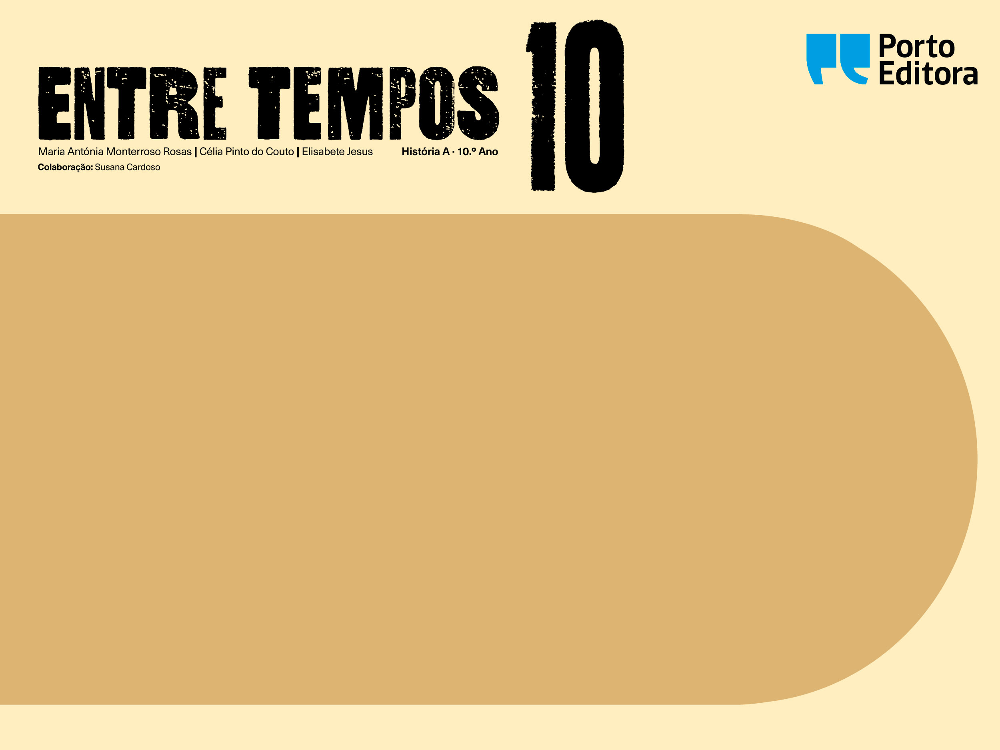 ENTRE TEMPOS 10
Maria Antónia Monterroso Rosas | Célia Pinto do Couto | Elisabete Jesus
História A · 10.º Ano
Colaboração: Susana Cardoso
Porto
Editora